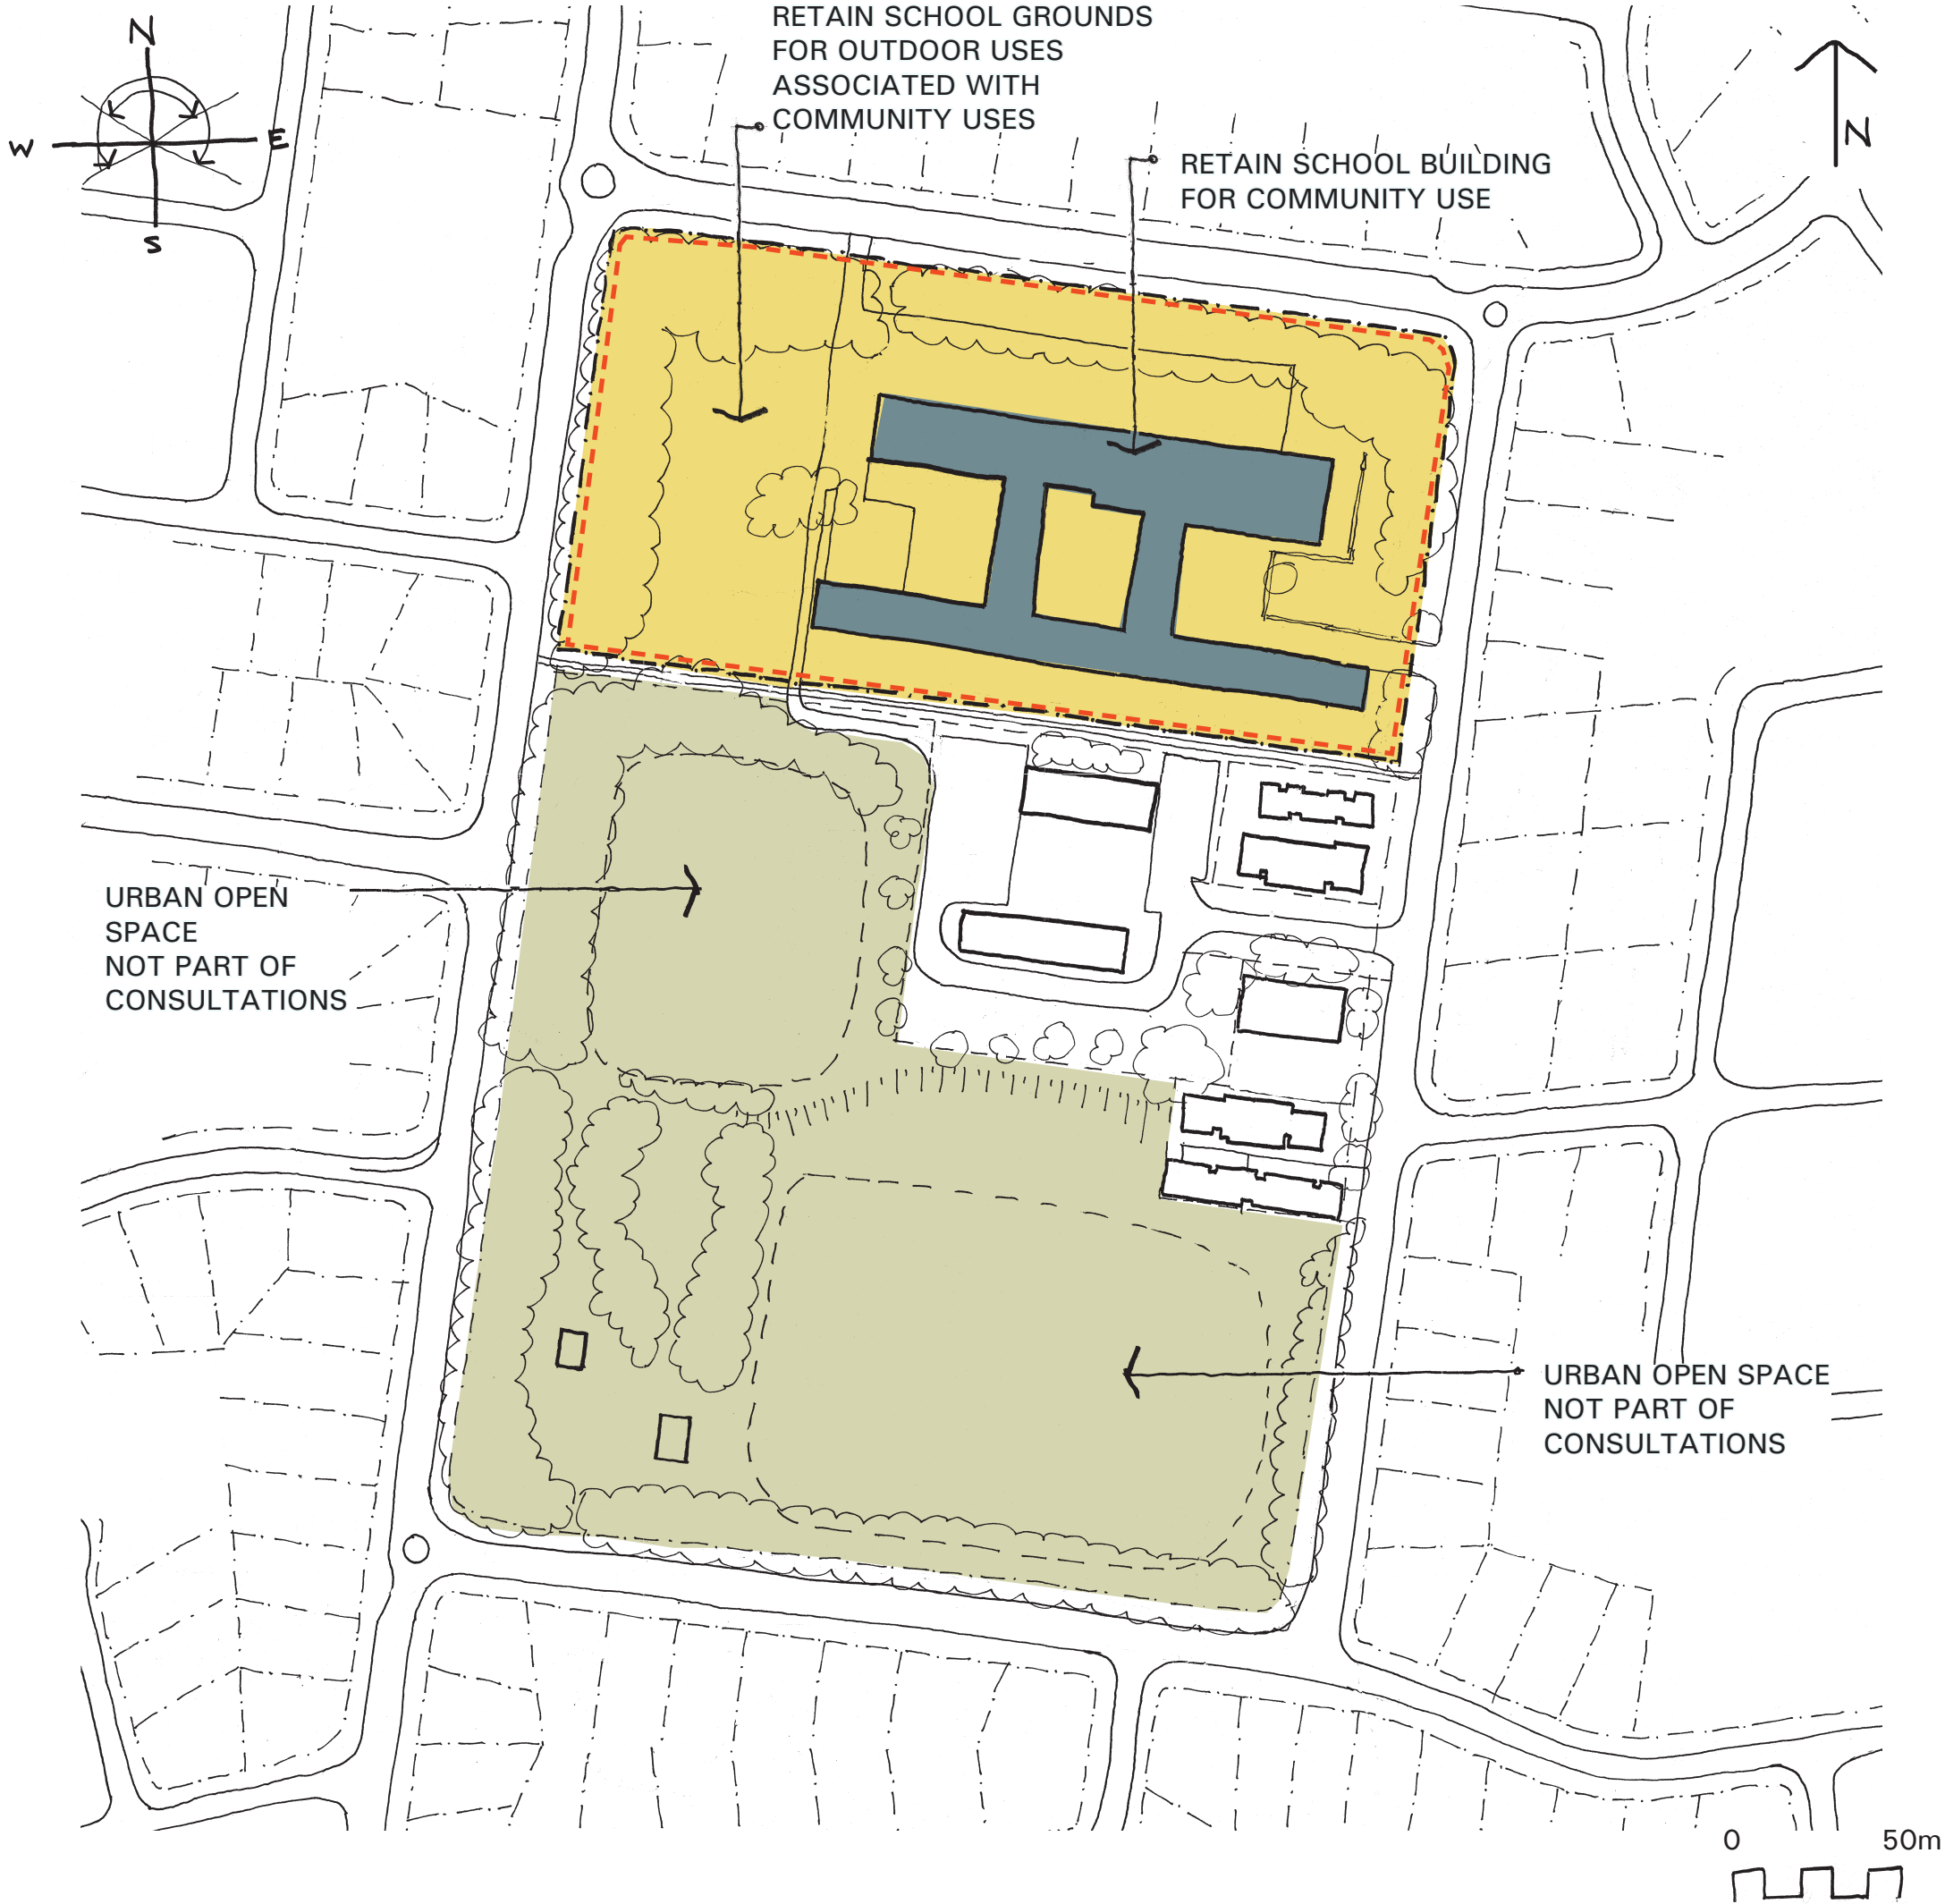 RETAIN SCHOOL GROUNDS
FOR OUTDOOR USES
ASSOCIATED WITH
COMMUNITY USES
N
W
E
S
N
RETAIN SCHOOL BUILDING
FOR COMMUNITY USE
URBAN OPEN
SPACE
NOT PART OF
CONSULTATIONS
URBAN OPEN SPACE
NOT PART OF
CONSULTATIONS
0 50m